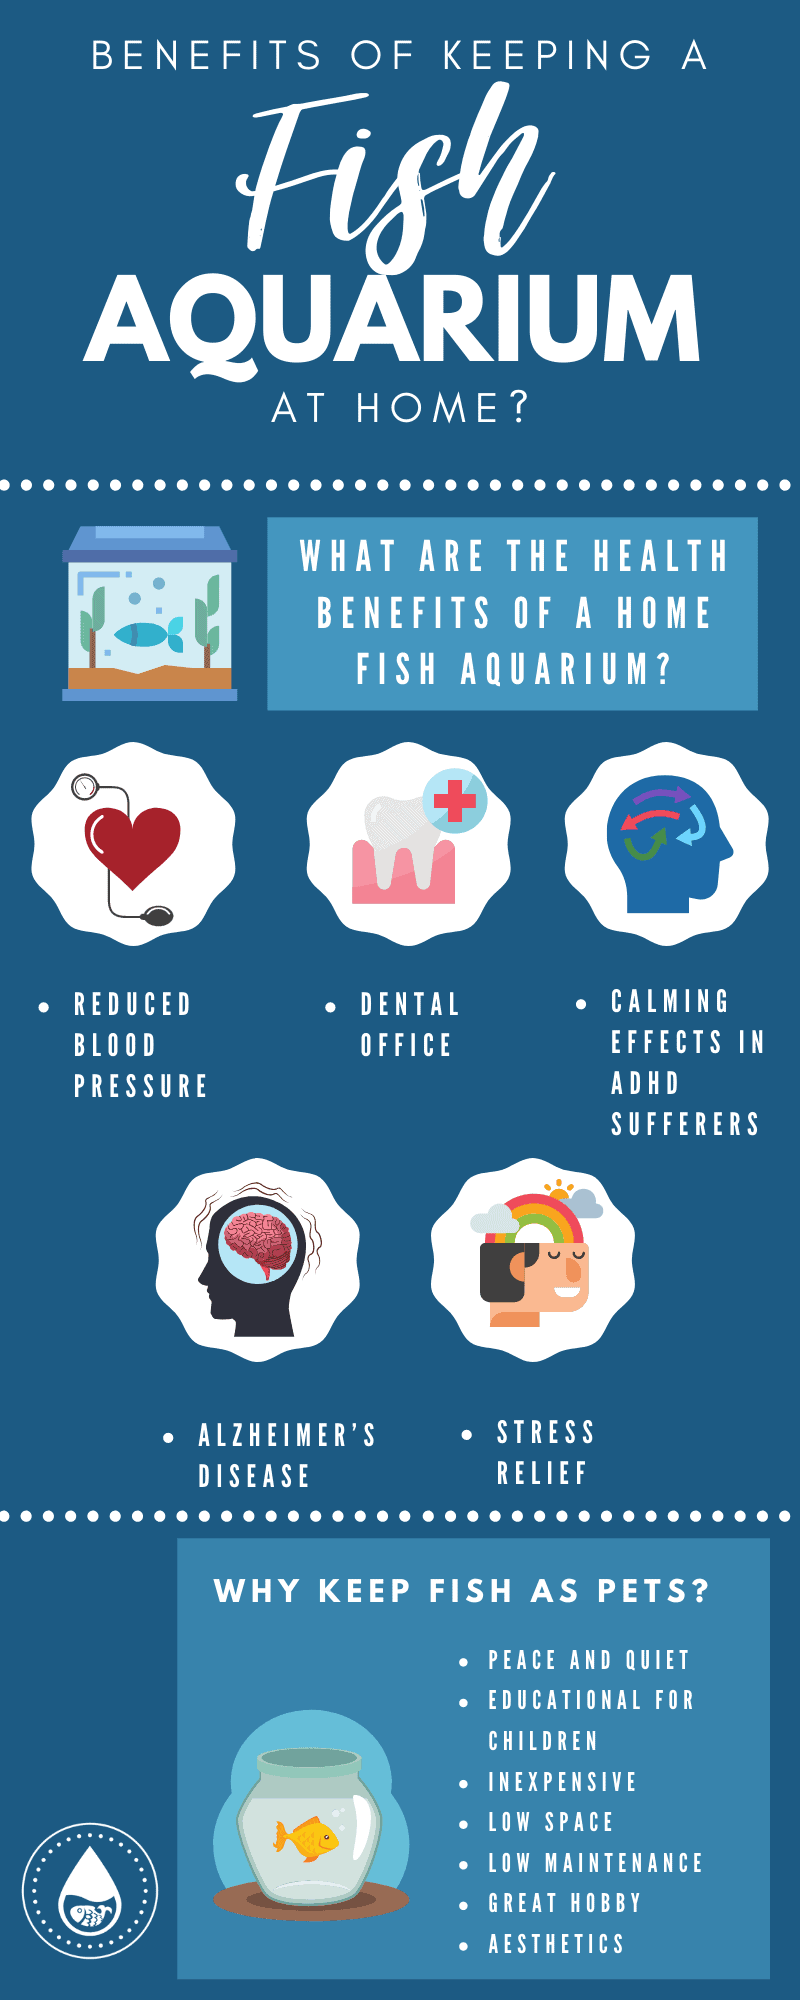 BENEFITS OF KEEPING A
Fish
AQUARIUM
AT HOME?
WHAT ARE THE HEALTH
BENEFITS OF A HOME
FISH AQUARIUM?
• REDUCED
BLOOD
PRESSURE
• DENTAL
OFFICE
• CALMING
EFFECTS IN
ADHD
SUFFERERS
• ALZHEIMER'S
DISEASE
• STRESS
RELIEF
WHY KEEP FISH AS PETS?
• PEACE AND QUIET
• EDUCATIONAL FOR
CHILDREN
• INEXPENSIVE
• LOW SPACE
• LOW MAINTENANCE
• GREAT HOBBY
• AESTHETICS